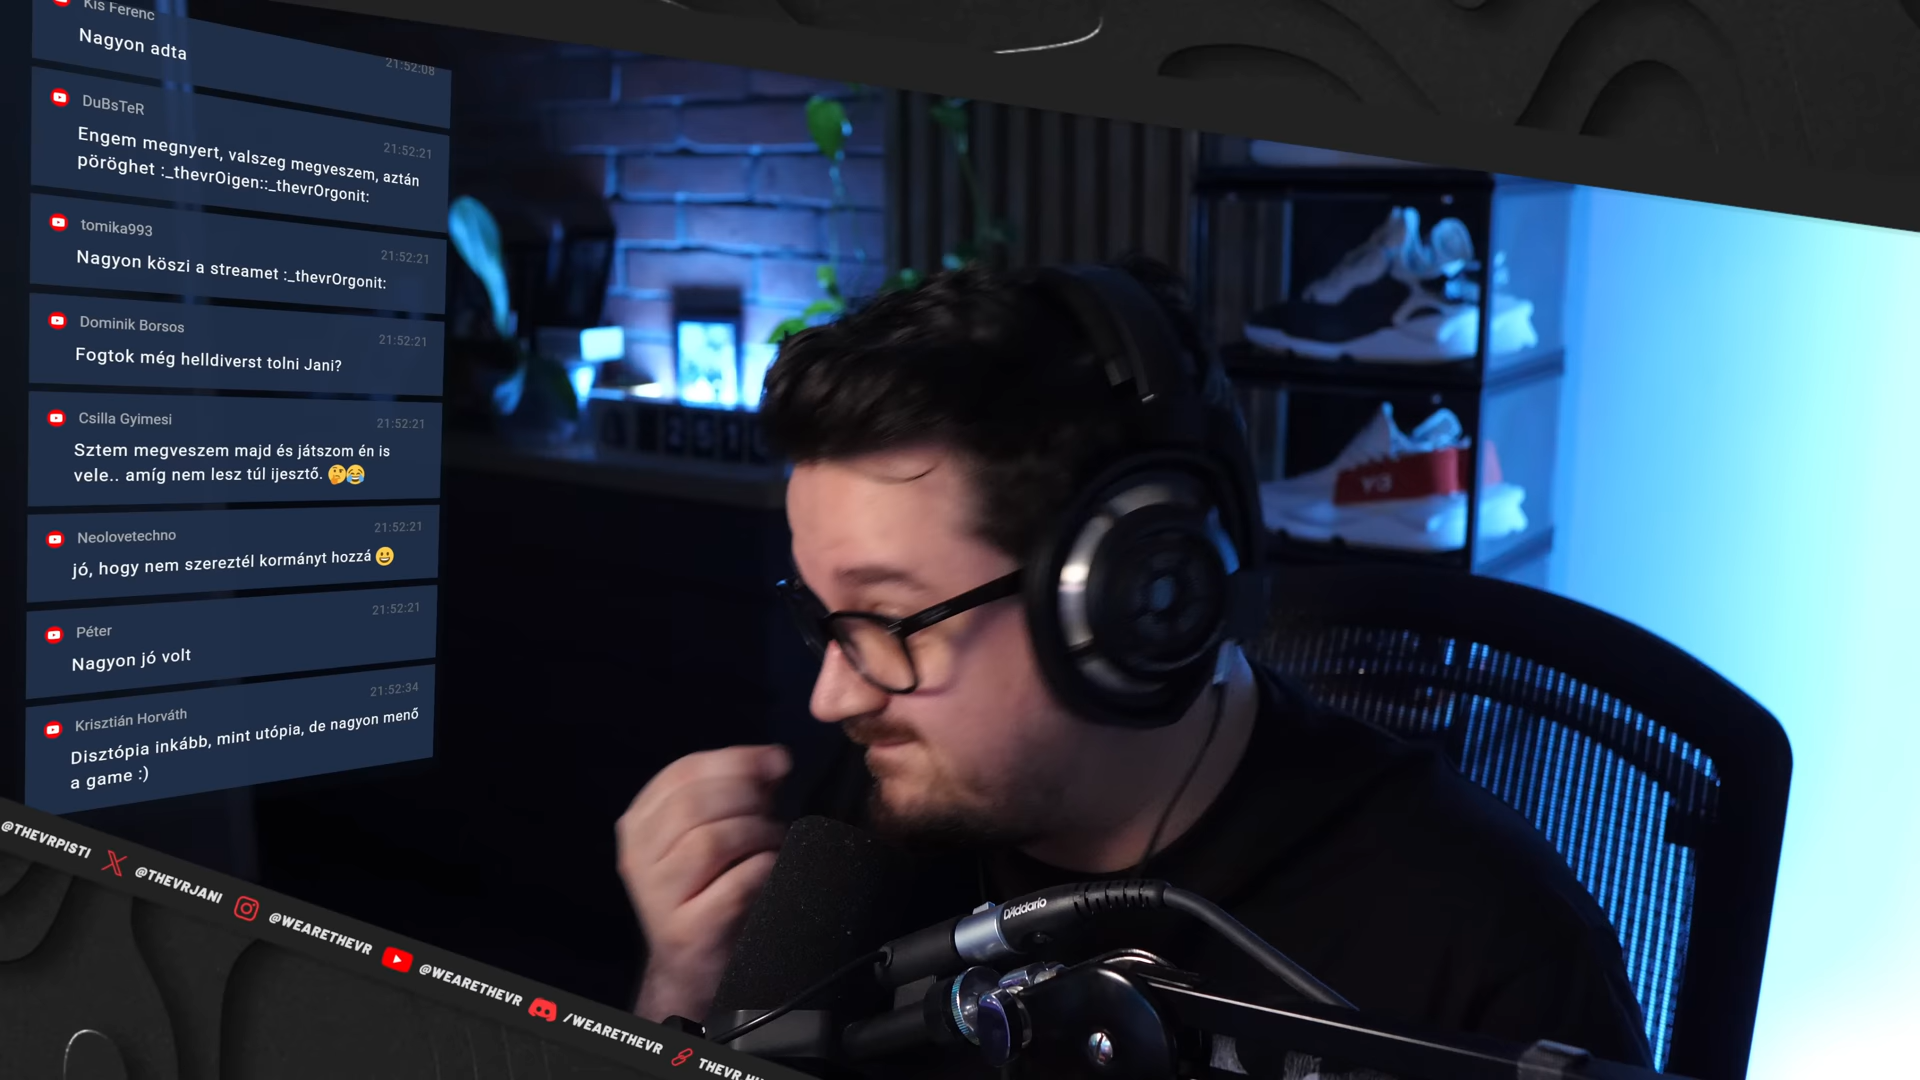 Kis Ferenc
Nagyon adta
21:52:08
DuBsTeR
21:52:21
Engem megnyert, valszeg megveszem, aztán
pöröghet :_thevrOigen::_thevrOrgonit:
tomika993
21:52:21
Nagyon köszi a streamet :_thevrOrgonit:
Dominik Borsos
21:52:21
Fogtok még helldiverst tolni Jani?
Csilla Gyimesi
21:52:21
Sztem megveszem majd és játszom én is
vele.. amíg nem lesz túl ijesztő. 🤔😂
Neolovetechno
21:52:21
jó, hogy nem szereztél kormányt hozzá 😀
Péter
21:52:21
Nagyon jó volt
Krisztián Horváth
21:52:34
Disztópia inkább, mint utópia, de nagyon menő
a game :)
@THEVRPISTI @THEVRJANI @WEARETHEVR @WEARETHEVR /WEARETHEVR THEVR
D'Addario
Y-3